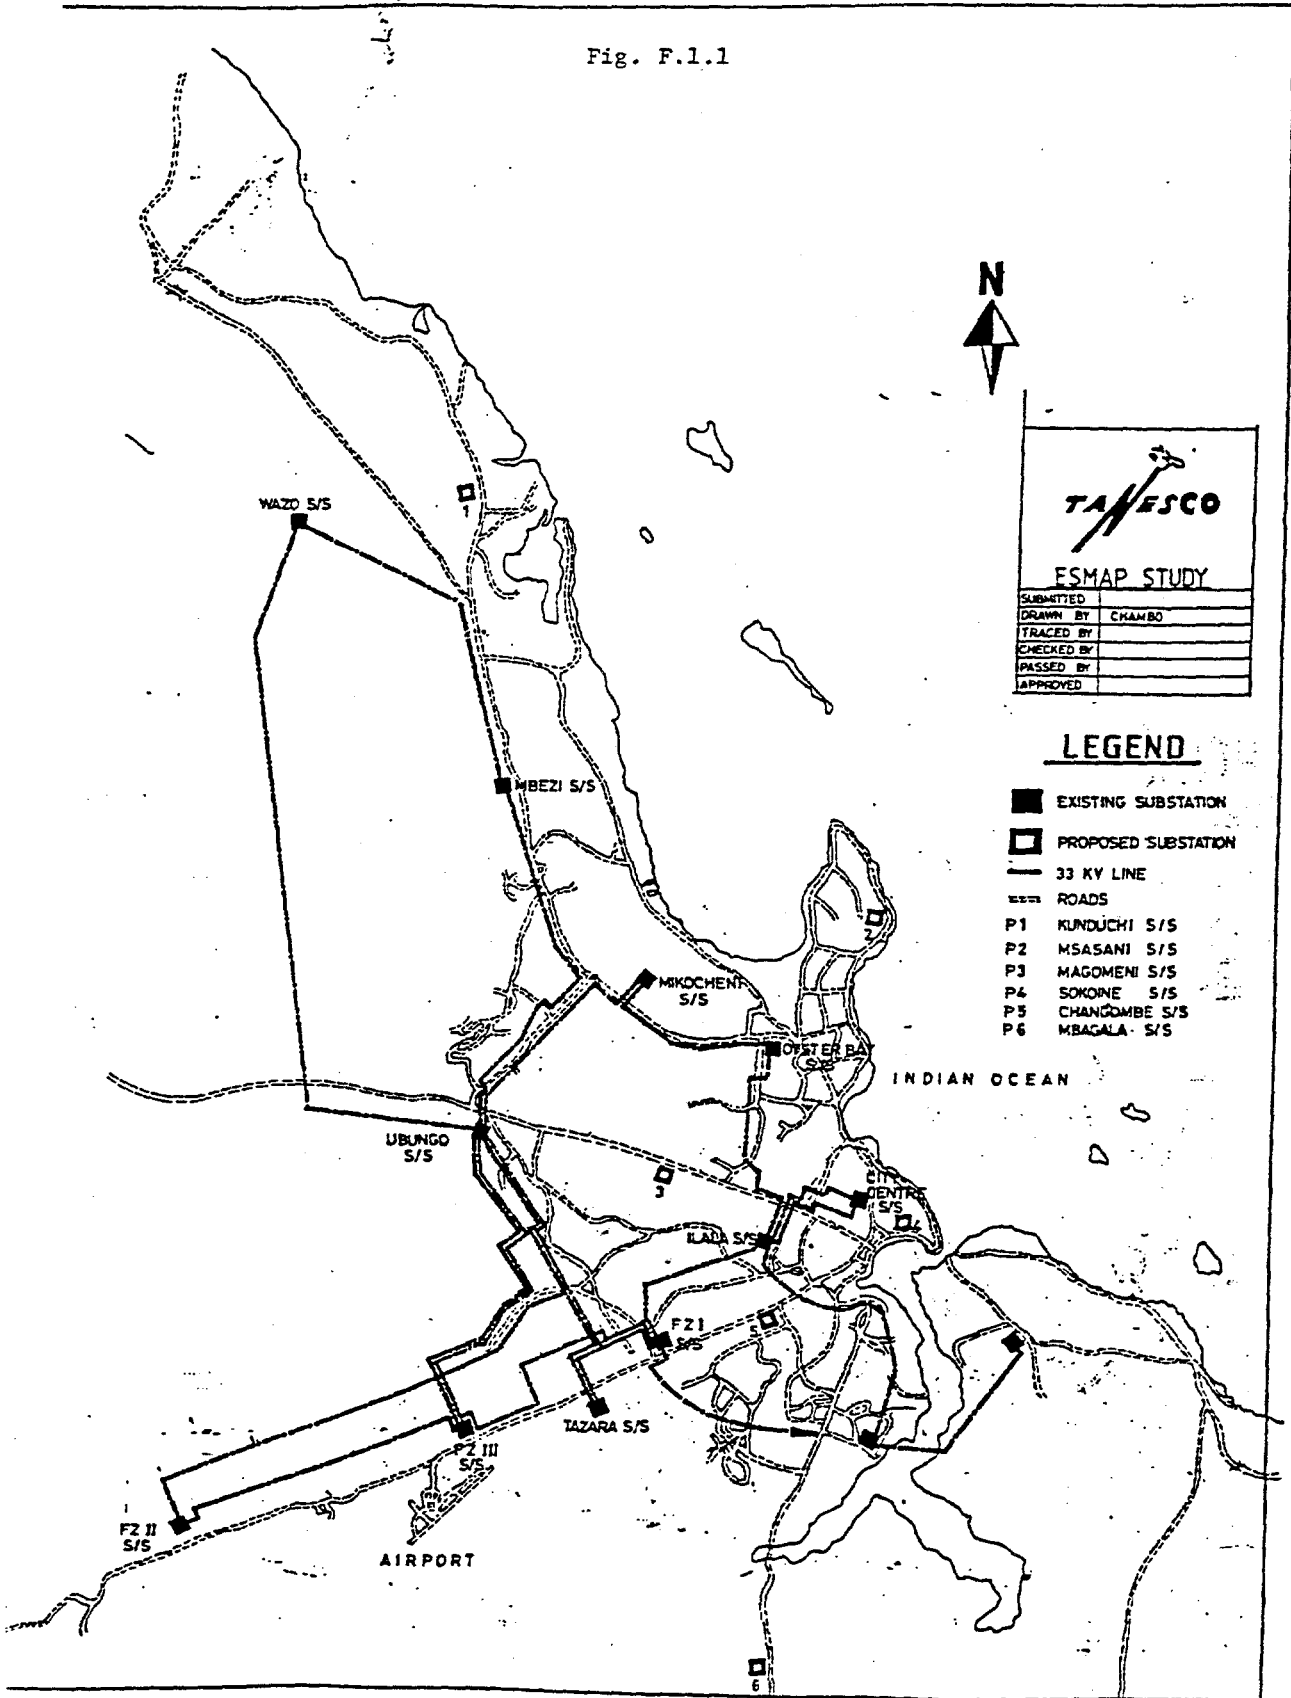 Fig. F.1.1
N
TANESCO
ESMAP STUDY
SUBMITTED
DRAWN BY CHAMBO
TRACED BY
CHECKED BY
PASSED BY
APPROVED
LEGEND
EXISTING SUBSTATION
PROPOSED SUBSTATION
33 KV LINE
ROADS
P1 KUNDUCHI S/S
P2 MSASANI S/S
P3 MAGOMENI S/S
P4 SOKOINE S/S
P5 CHANGOMBE S/S
P6 MBAGALA S/S
WAZO S/S
1
MBEZI S/S
2
MIKOCHENI
S/S
OYSTER BAY
S/S
INDIAN OCEAN
UBUNGO
S/S
3
CITY
CENTRE
S/S
4
ILALA S/S
FZ I
S/S
5
TAZARA S/S
FZ III
S/S
FZ II
S/S
AIRPORT
6